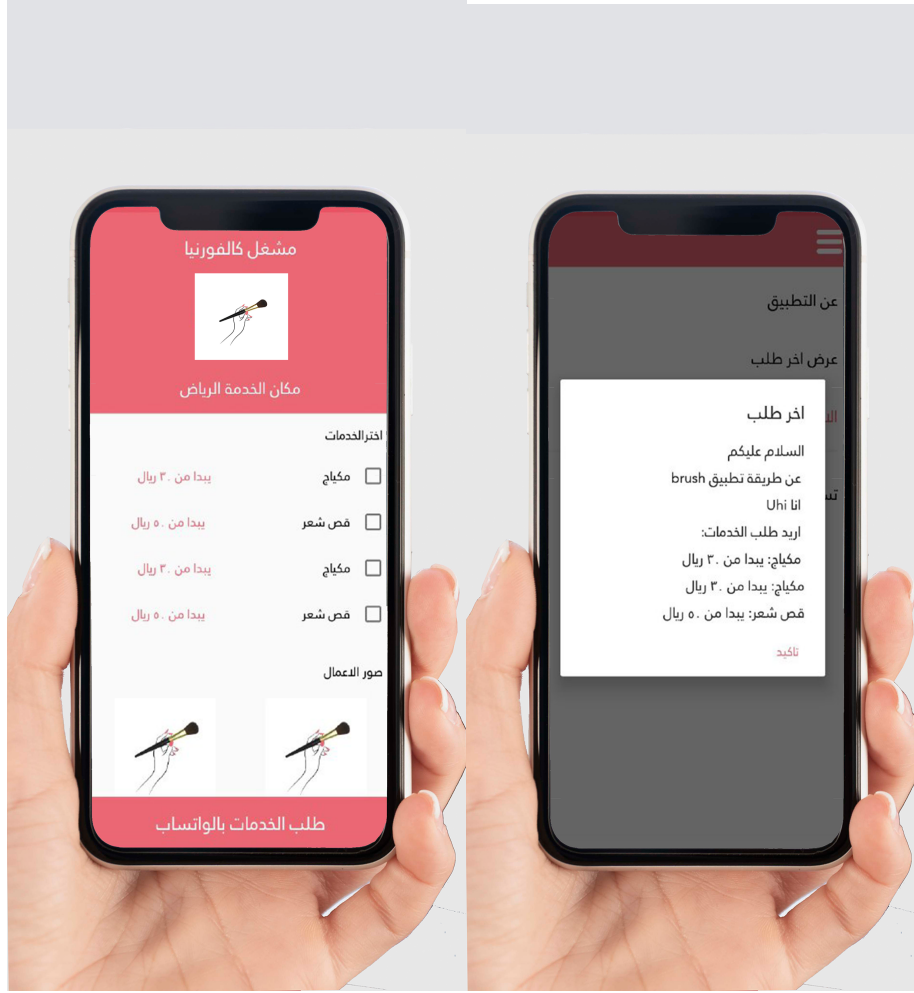 مشغل كالفورنيا
مكان الخدمة الرياض
اخترالخدمات
مكياج
يبدا من ٣٠ ريال
قص شعر
يبدا من ٥٠ ريال
مكياج
يبدا من ٣٠ ريال
قص شعر
يبدا من ٥٠ ريال
صور الاعمال
طلب الخدمات بالواتساب
عن التطبيق
عرض اخر طلب
اخر طلب
السلام عليكم
عن طريقة تطبيق brush
انا Uhi
اريد طلب الخدمات:
مكياج: يبدا من ٣٠ ريال
مكياج: يبدا من ٣٠ ريال
قص شعر: يبدا من ٥٠ ريال
تاكيد